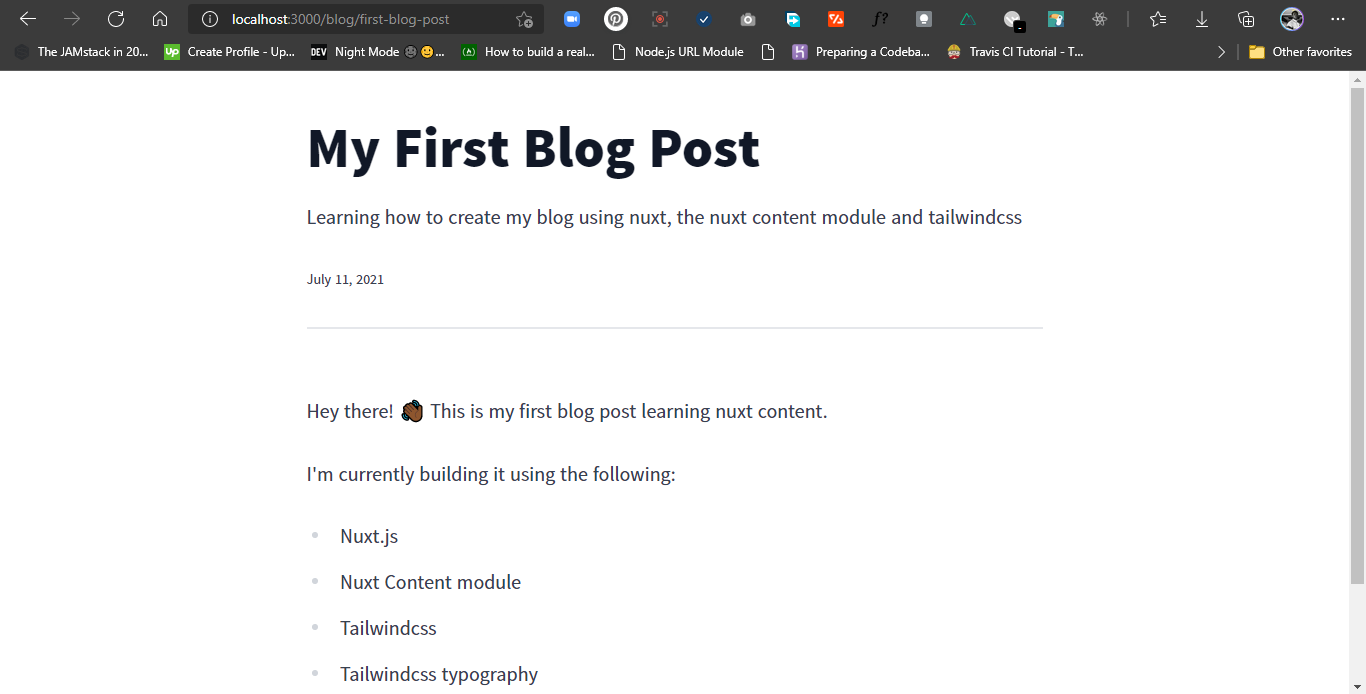 localhost:3000/blog/first-blog-post
f?
The JAMstack in 20...
Up Create Profile - Up...
DEV Night Mode 🌚🙂...
How to build a real...
Node.js URL Module
Preparing a Codeba...
Travis CI Tutorial - T...
Other favorites
My First Blog Post
Learning how to create my blog using nuxt, the nuxt content module and tailwindcss
July 11, 2021
Hey there! 👋🏾 This is my first blog post learning nuxt content.
I'm currently building it using the following:
• Nuxt.js
• Nuxt Content module
• Tailwindcss
• Tailwindcss typography